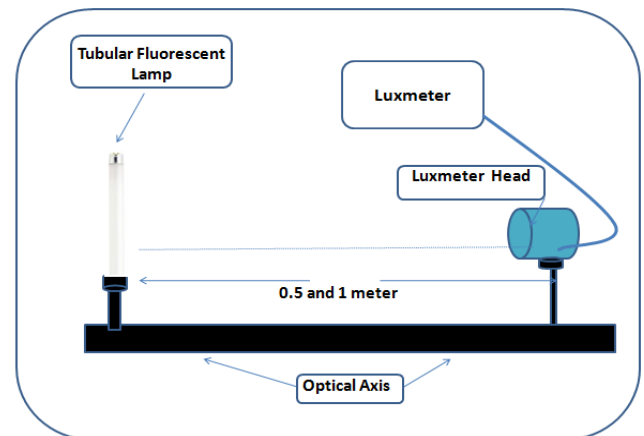 Tubular Fluorescent
Lamp
Luxmeter
Luxmeter Head
0.5 and 1 meter
Optical Axis